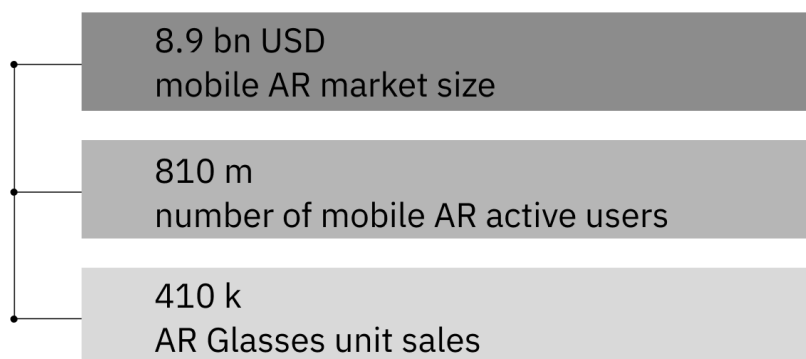 8.9 bn USD
mobile AR market size
810 m
number of mobile AR active users
410 k
AR Glasses unit sales